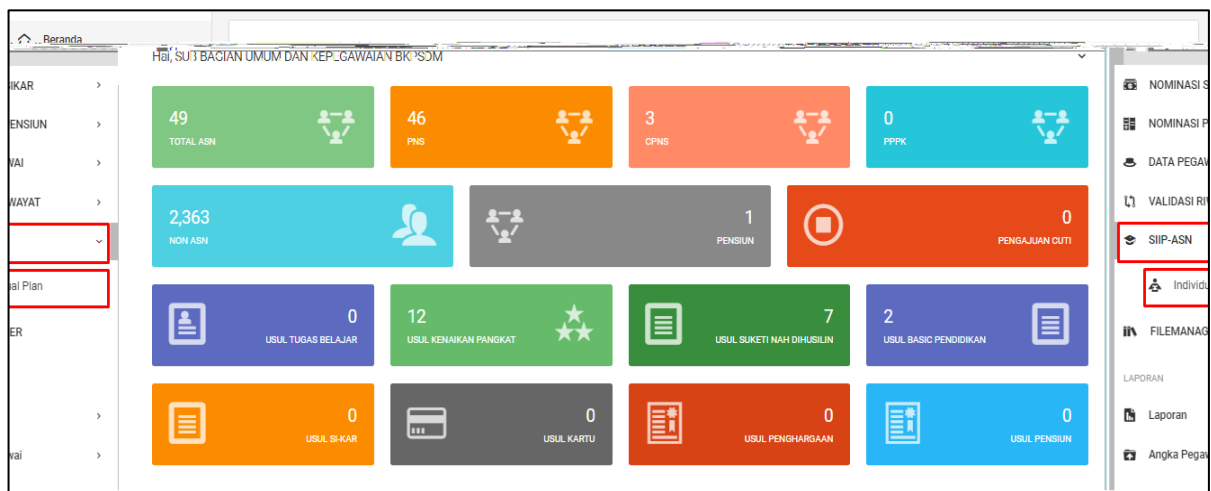 Beranda
Hai, SUB BAGIAN UMUM DAN KEPEGAWAIAN BKPSDM
IKAR
ENSIUN
VAI
WAYAT
ual Plan
ER
vai
49
TOTAL ASN
46
PNS
3
CPNS
0
PPPK
2,363
NON ASN
1
PENSIUN
0
PENGAJUAN CUTI
0
USUL TUGAS BELAJAR
12
USUL KENAIKAN PANGKAT
7
USUL SUKETI NAH DIHUSILIN
2
USUL BASIC PENDIDIKAN
0
USUL SI-KAR
0
USUL KARTU
0
USUL PENGHARGAAN
0
USUL PENSIUN
NOMINASI S
NOMINASI P
DATA PEGAW
VALIDASI RI
SIIP-ASN
Individu
FILEMANAG
LAPORAN
Laporan
Angka Pegaw